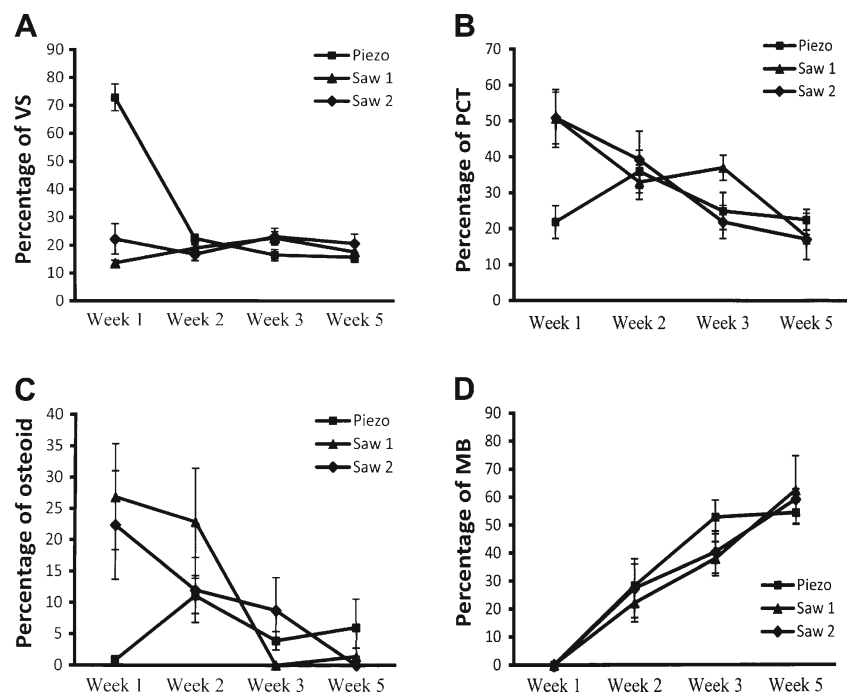 A
Percentage of VS
90
80
70
60
50
40
30
20
10
0
Piezo
Saw 1
Saw 2
Week 1 Week 2 Week 3 Week 5
B
Percentage of PCT
70
60
50
40
30
20
10
0
Piezo
Saw 1
Saw 2
Week 1 Week 2 Week 3 Week 5
C
Percentage of osteoid
40
35
30
25
20
15
10
5
0
Piezo
Saw 1
Saw 2
Week 1 Week 2 Week 3 Week 5
D
Percentage of MB
90
80
70
60
50
40
30
20
10
0
Piezo
Saw 1
Saw 2
Week 1 Week 2 Week 3 Week 5